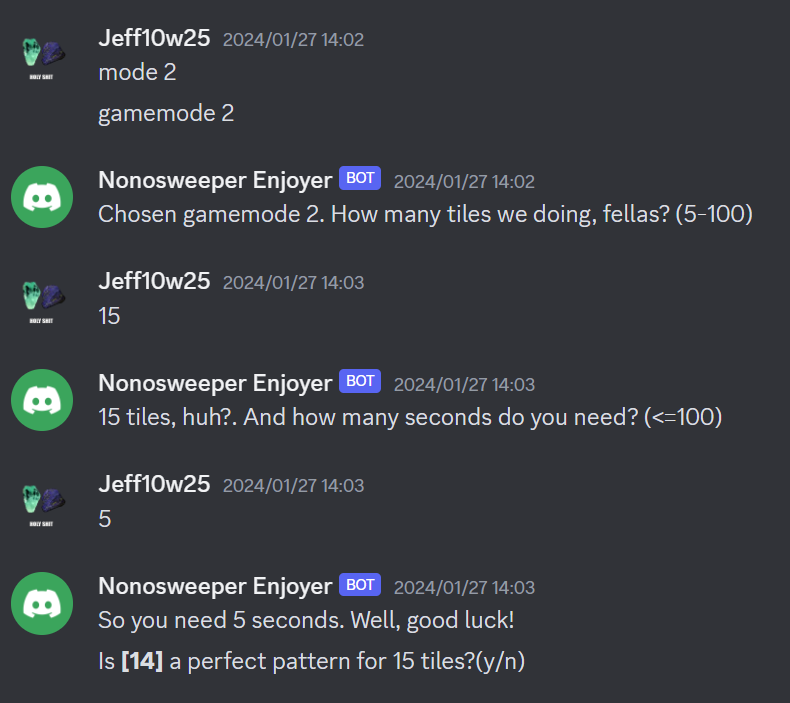 Jeff10w25 2024/01/27 14:02
mode 2
gamemode 2
Nonosweeper Enjoyer BOT 2024/01/27 14:02
Chosen gamemode 2. How many tiles we doing, fellas? (5-100)
HOLY SHIT
Jeff10w25 2024/01/27 14:03
15
HOLY SHIT
Nonosweeper Enjoyer BOT 2024/01/27 14:03
15 tiles, huh?. And how many seconds do you need? (<=100)
Jeff10w25 2024/01/27 14:03
5
HOLY SHIT
Nonosweeper Enjoyer BOT 2024/01/27 14:03
So you need 5 seconds. Well, good luck!
Is [14] a perfect pattern for 15 tiles?(y/n)